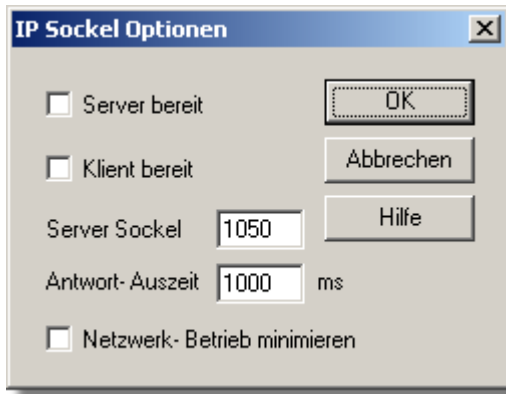 IP Sockel Optionen
Server bereit
OK
Klient bereit
Abbrechen
Server Sockel 1050
Hilfe
Antwort- Auszeit 1000 ms
Netzwerk- Betrieb minimieren